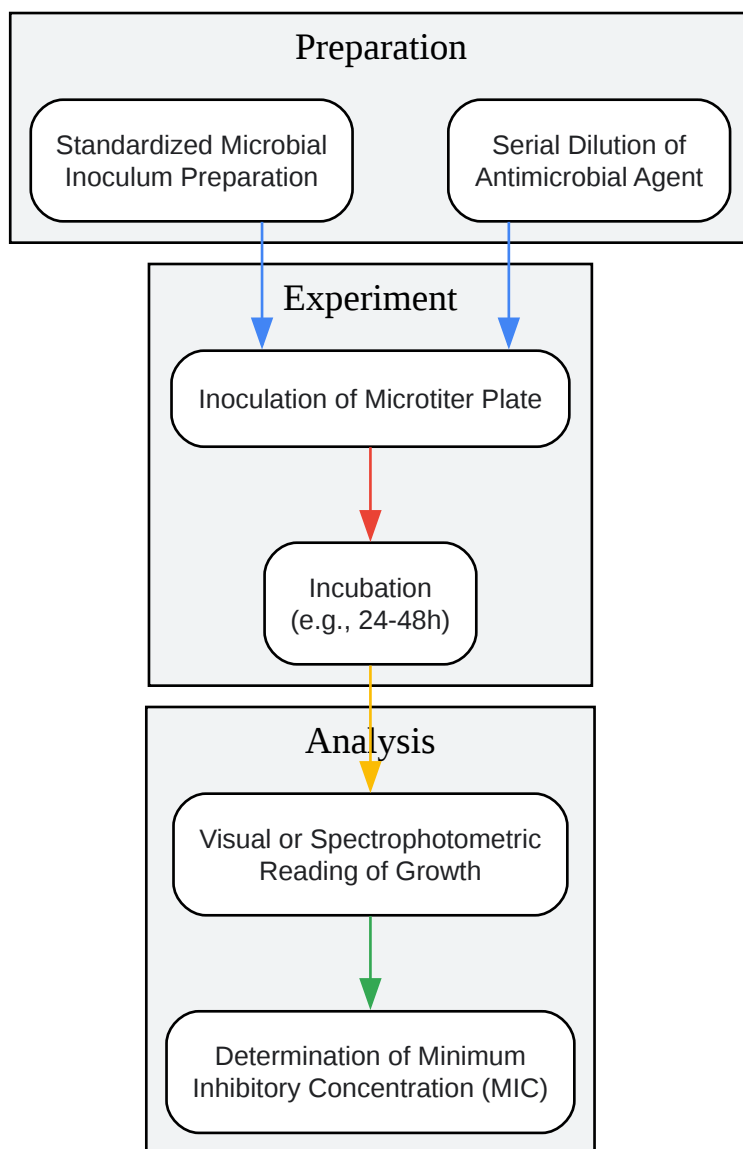 Preparation
Standardized Microbial
Inoculum Preparation
Serial Dilution of
Antimicrobial Agent
Experiment
Inoculation of Microtiter Plate
Incubation
(e.g., 24-48h)
Analysis
Visual or Spectrophotometric
Reading of Growth
Determination of Minimum
Inhibitory Concentration (MIC)